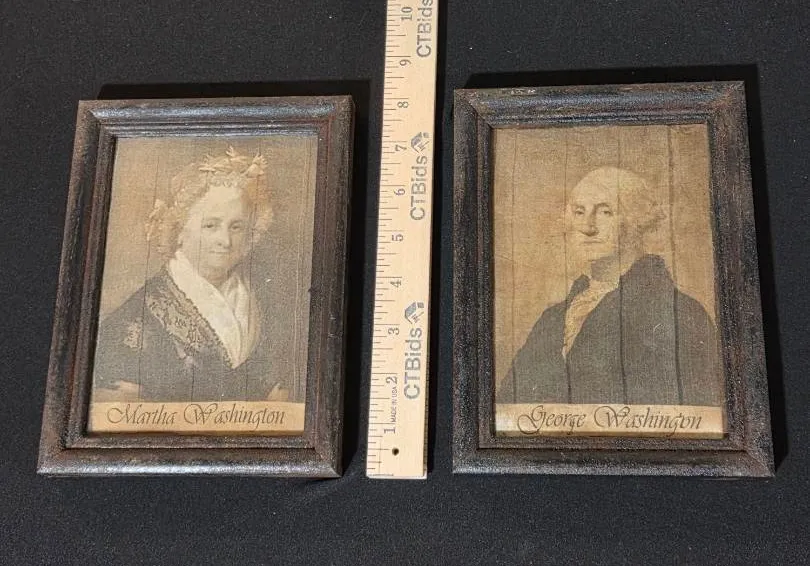 Martha Washington
1 2 3 4 5 6 7 8 9 10
MADE IN USA
CTBids
CTBids
CTBids
George Washington